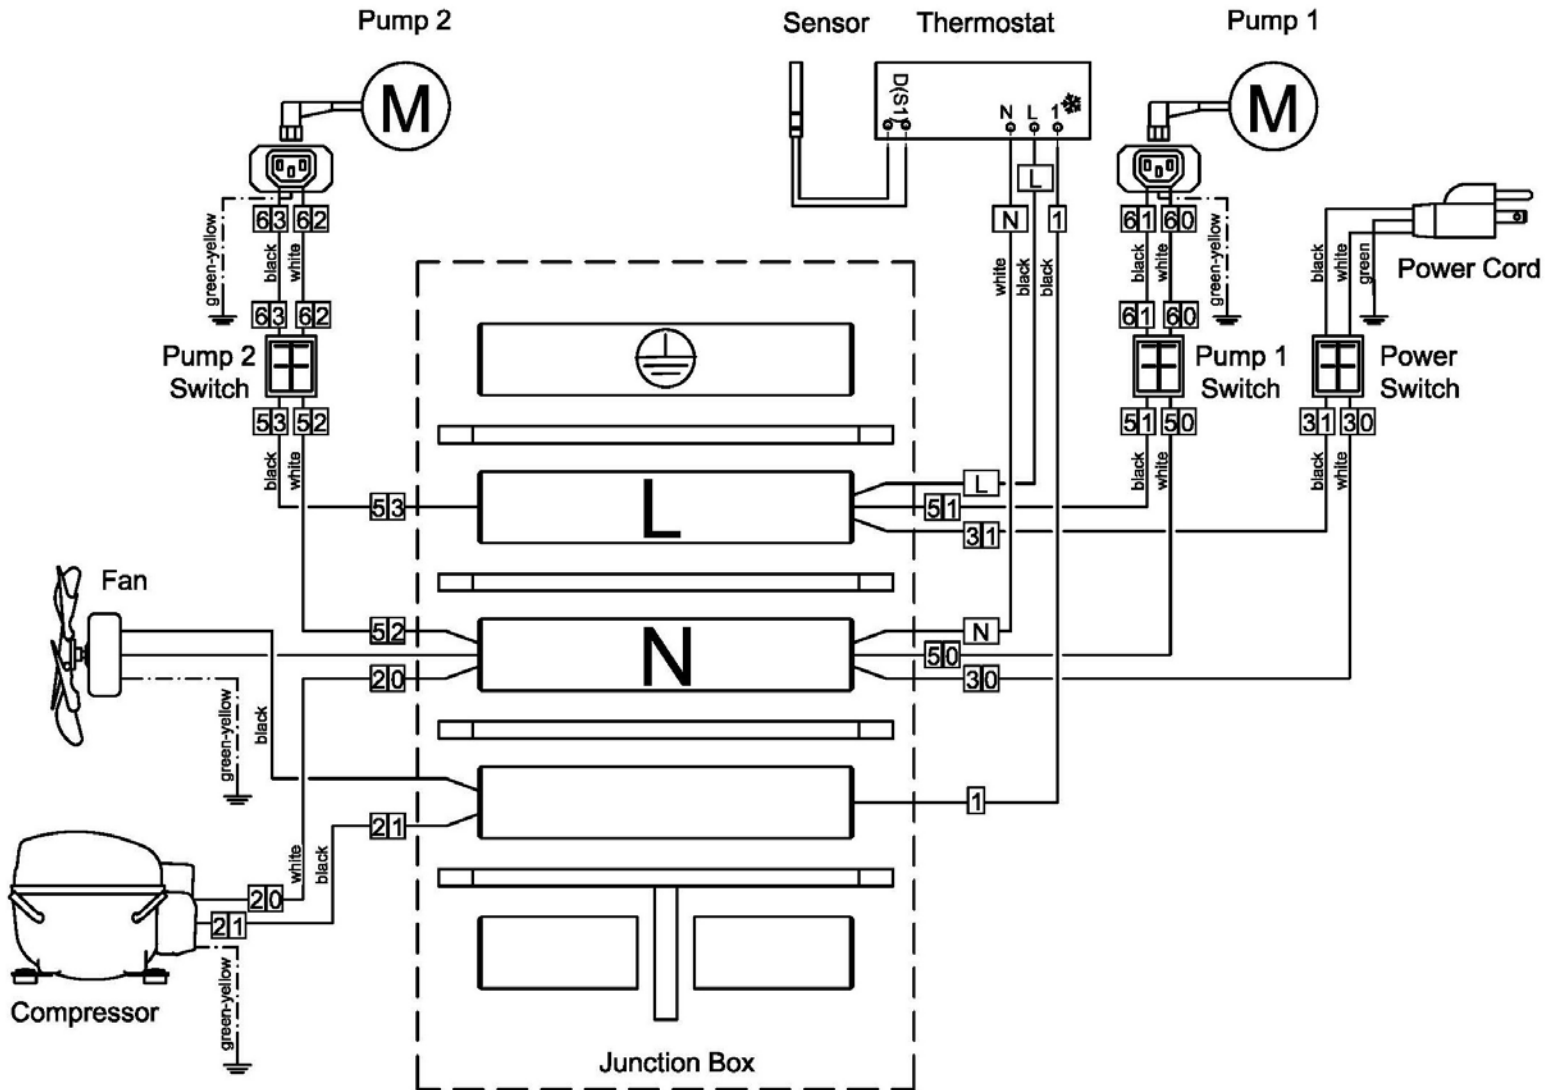 Pump 2
Sensor
Thermostat
Pump 1
M
D(S1)
N L 1
M
L
N
1
63 62
61 60
green-yellow
black
white
white
black
black
black
white
green-yellow
black
white
green
Power Cord
63 62
61 60
Pump 2
Switch
Pump 1
Switch
Power
Switch
53 52
51 50
31 30
black
white
black
white
black
white
53
L
L
51
31
Fan
52
N
N
50
20
30
green-yellow
black
1
21
white
black
20
21
green-yellow
Compressor
Junction Box